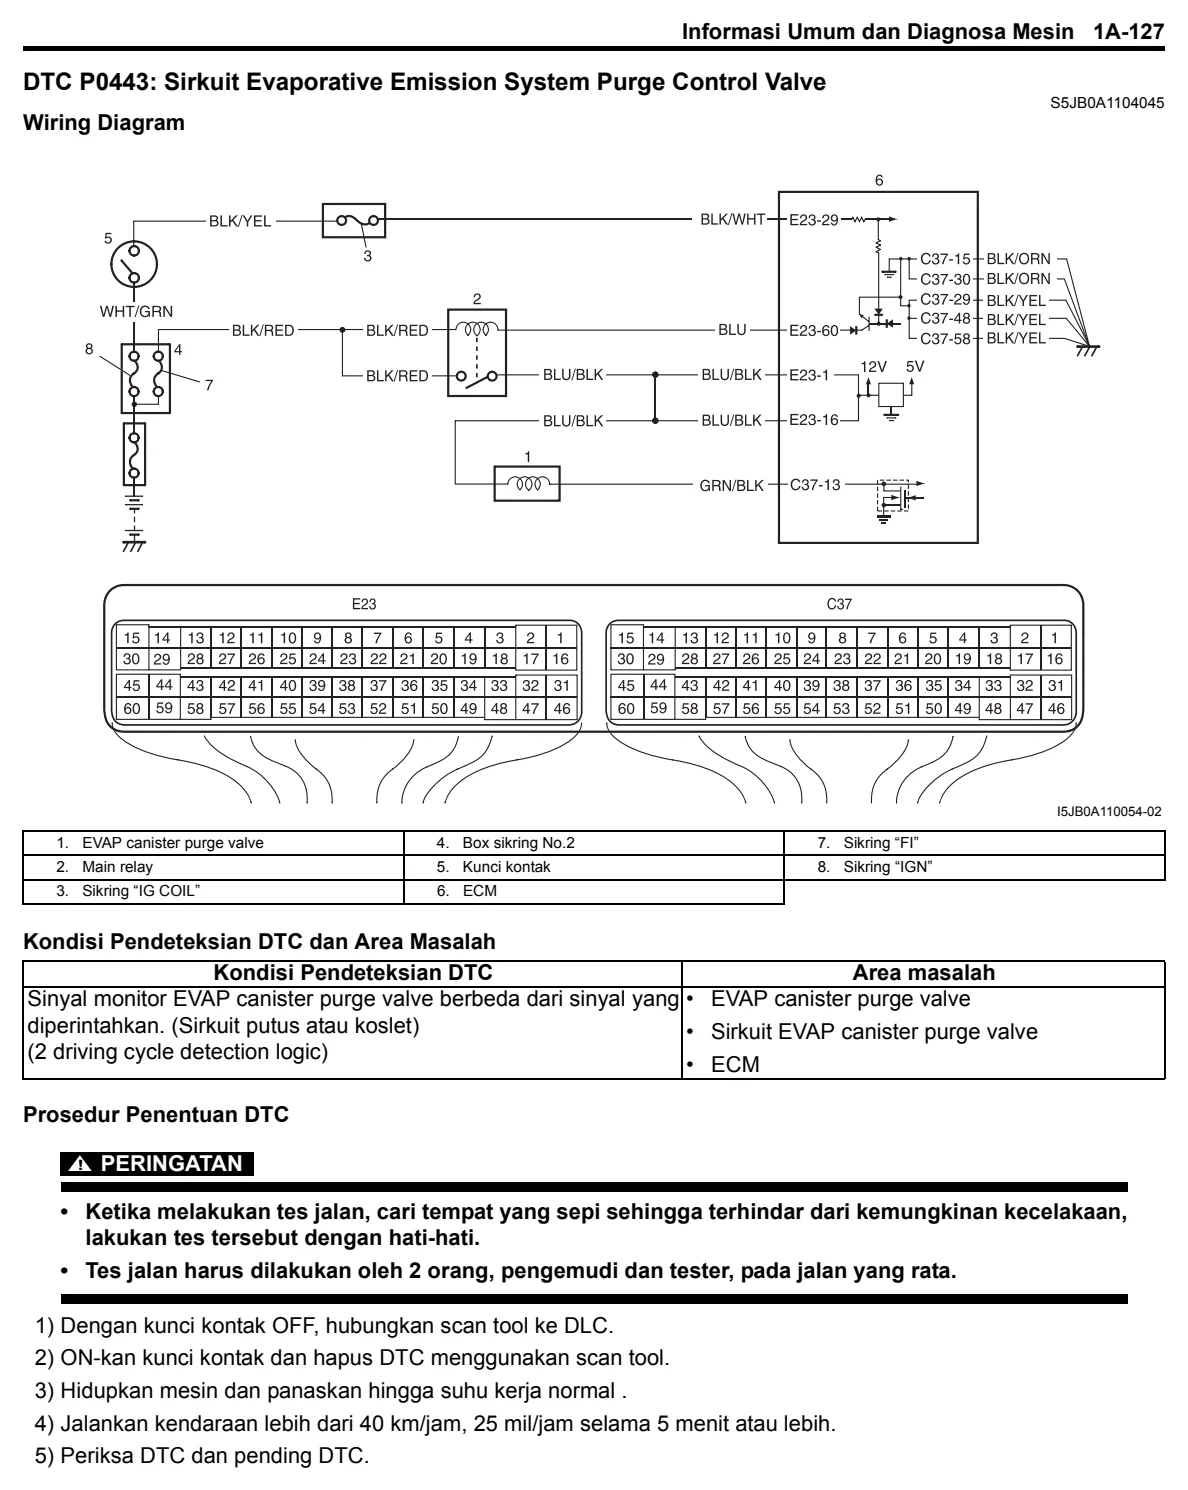 Informasi Umum dan Diagnosa Mesin 1A-127
DTC P0443: Sirkuit Evaporative Emission System Purge Control Valve
S5JB0A1104045
Wiring Diagram
6
BLK/YEL
BLK/WHT
E23-29
5
3
C37-15
BLK/ORN
C37-30
BLK/ORN
C37-29
BLK/YEL
C37-48
BLK/YEL
C37-58
BLK/YEL
WHT/GRN
2
BLK/RED
BLK/RED
BLU
E23-60
8
4
7
BLK/RED
BLU/BLK
BLU/BLK
E23-1
12V
5V
BLU/BLK
BLU/BLK
E23-16
1
GRN/BLK
C37-13
E23
C37
15 14 13 12 11 10 9 8 7 6 5 4 3 2 1
15 14 13 12 11 10 9 8 7 6 5 4 3 2 1
30 29 28 27 26 25 24 23 22 21 20 19 18 17 16
30 29 28 27 26 25 24 23 22 21 20 19 18 17 16
45 44 43 42 41 40 39 38 37 36 35 34 33 32 31
45 44 43 42 41 40 39 38 37 36 35 34 33 32 31
60 59 58 57 56 55 54 53 52 51 50 49 48 47 46
60 59 58 57 56 55 54 53 52 51 50 49 48 47 46
I5JB0A110054-02
1. EVAP canister purge valve
4. Box sikring No.2
7. Sikring “FI”
2. Main relay
5. Kunci kontak
8. Sikring “IGN”
3. Sikring “IG COIL”
6. ECM
Kondisi Pendeteksian DTC dan Area Masalah
Kondisi Pendeteksian DTC
Area masalah
Sinyal monitor EVAP canister purge valve berbeda dari sinyal yang
diperintahkan. (Sirkuit putus atau koslet)
(2 driving cycle detection logic)
• EVAP canister purge valve
• Sirkuit EVAP canister purge valve
• ECM
Prosedur Penentuan DTC
PERINGATAN
• Ketika melakukan tes jalan, cari tempat yang sepi sehingga terhindar dari kemungkinan kecelakaan,
lakukan tes tersebut dengan hati-hati.
• Tes jalan harus dilakukan oleh 2 orang, pengemudi dan tester, pada jalan yang rata.
1) Dengan kunci kontak OFF, hubungkan scan tool ke DLC.
2) ON-kan kunci kontak dan hapus DTC menggunakan scan tool.
3) Hidupkan mesin dan panaskan hingga suhu kerja normal .
4) Jalankan kendaraan lebih dari 40 km/jam, 25 mil/jam selama 5 menit atau lebih.
5) Periksa DTC dan pending DTC.